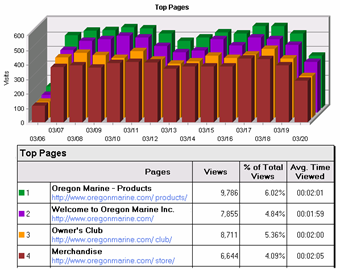 Top Pages
600
500
400
300
200
100
0
Visits
03/07 03/08 03/11 03/13 03/15 03/17 03/19
03/06 03/08 03/10 03/12 03/14 03/16 03/18 03/20
Top Pages
Pages Views % of Total Views Avg. Time Viewed
1 Oregon Marine - Products 9,786 6.02% 00:02:01
http://www.oregonmarine.com/ products/
2 Welcome to Oregon Marine Inc. 7,855 4.84% 00:01:59
http://www.oregonmarine.com/
3 Owner's Club 8,711 5.36% 00:02:00
http://www.oregonmarine.com/ club/
4 Merchandise 6,644 4.09% 00:02:05
http://www.oregonmarine.com/ store/